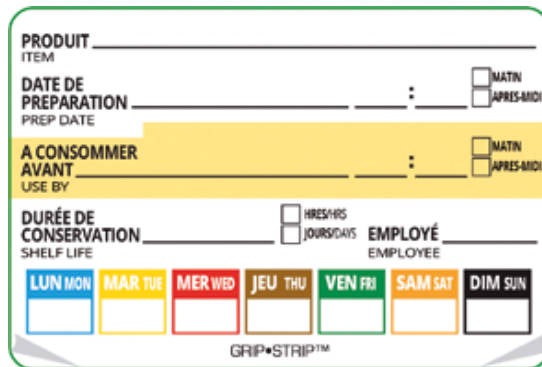 PRODUIT
ITEM
DATE DE
PREPARATION : MATIN
APRES-MIDI
PREP DATE
A CONSOMMER
AVANT : MATIN
APRES-MIDI
USE BY
DURÉE DE
CONSERVATION
SHELF LIFE
HRES/HRS
JOURS/DAYS
EMPLOYÉ
EMPLOYEE
LUN MON MAR TUE MER WED JEU THU VEN FRI SAM SAT DIM SUN
GRIP•STRIP™